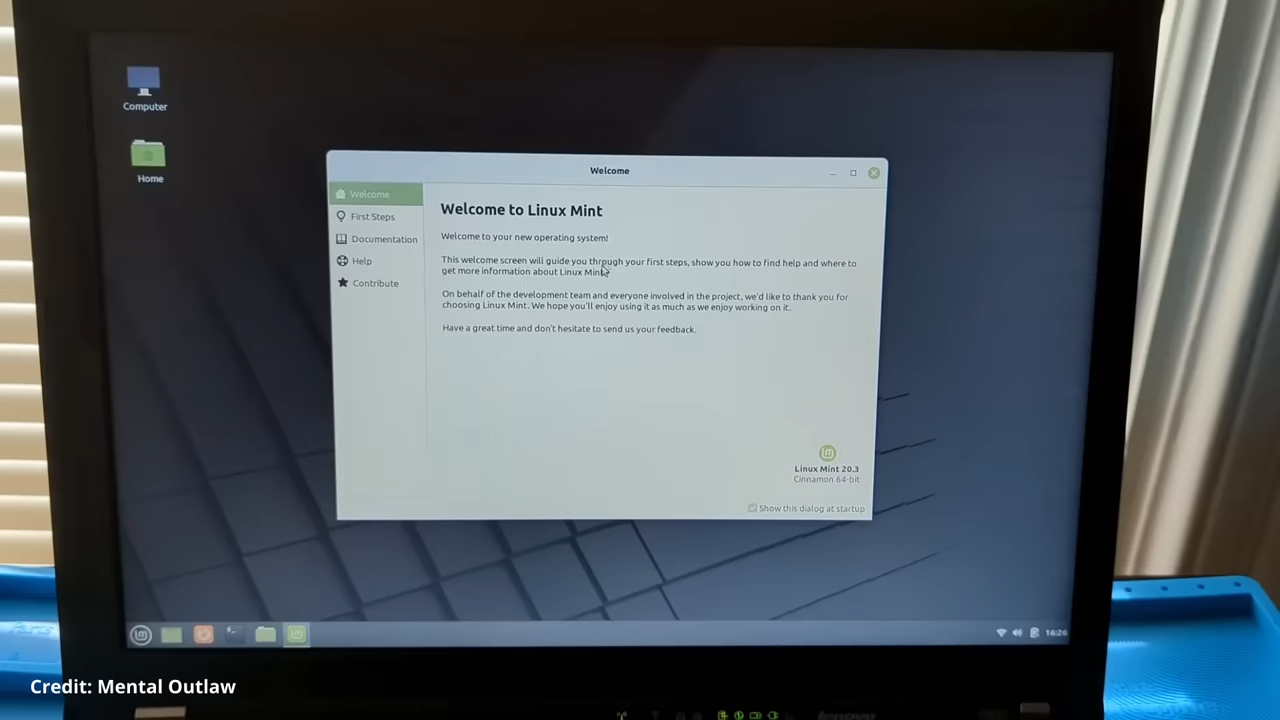 Computer
Home
Welcome
Welcome
First Steps
Documentation
Help
Contribute
Welcome to Linux Mint
Welcome to your new operating system!
This welcome screen will guide you through your first steps, show you how to find help and where to
get more information about Linux Mint.
On behalf of the development team and everyone involved in the project, we'd like to thank you for
choosing Linux Mint. We hope you'll enjoy using it as much as we enjoy working on it.
Have a great time and don't hesitate to send us your feedback.
Linux Mint 20.3
Cinnamon 64-bit
Show this dialog at startup
16:26
Credit: Mental Outlaw